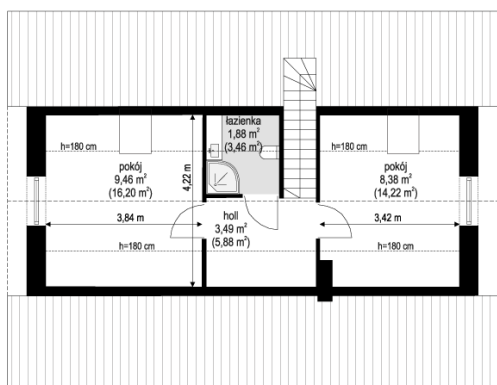 łazienka
1,88 m²
(3,46 m²)
h=180 cm
h=180 cm
pokój
9,46 m²
(16,20 m²)
4,22 m
pokój
8,38 m²
(14,22 m²)
3,84 m
holl
3,49 m²
(5,88 m²)
3,42 m
h=180 cm
h=180 cm